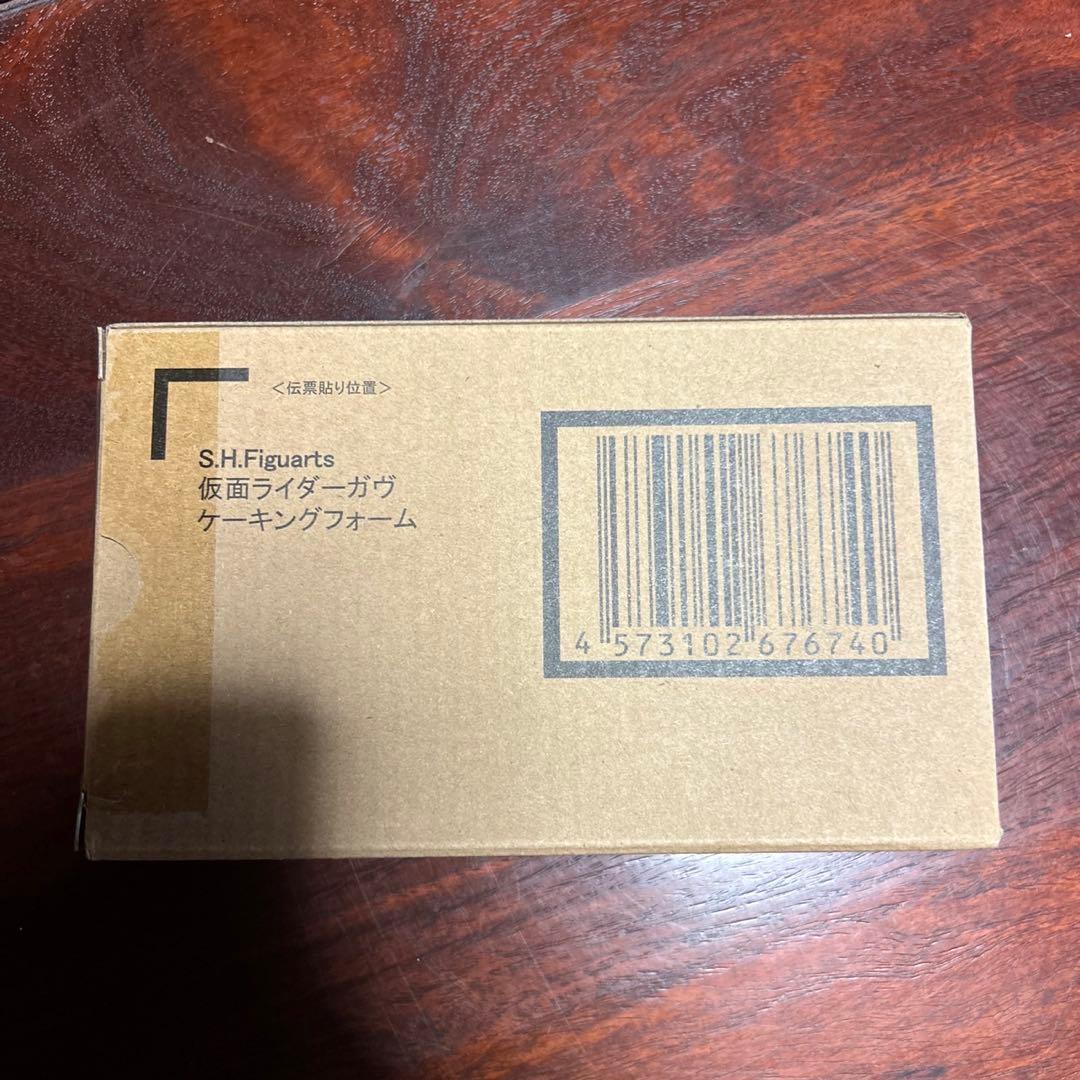 ＜伝票貼り位置＞
S.H.Figuarts
仮面ライダーガヴ
ケーキングフォーム
4 573102 676740